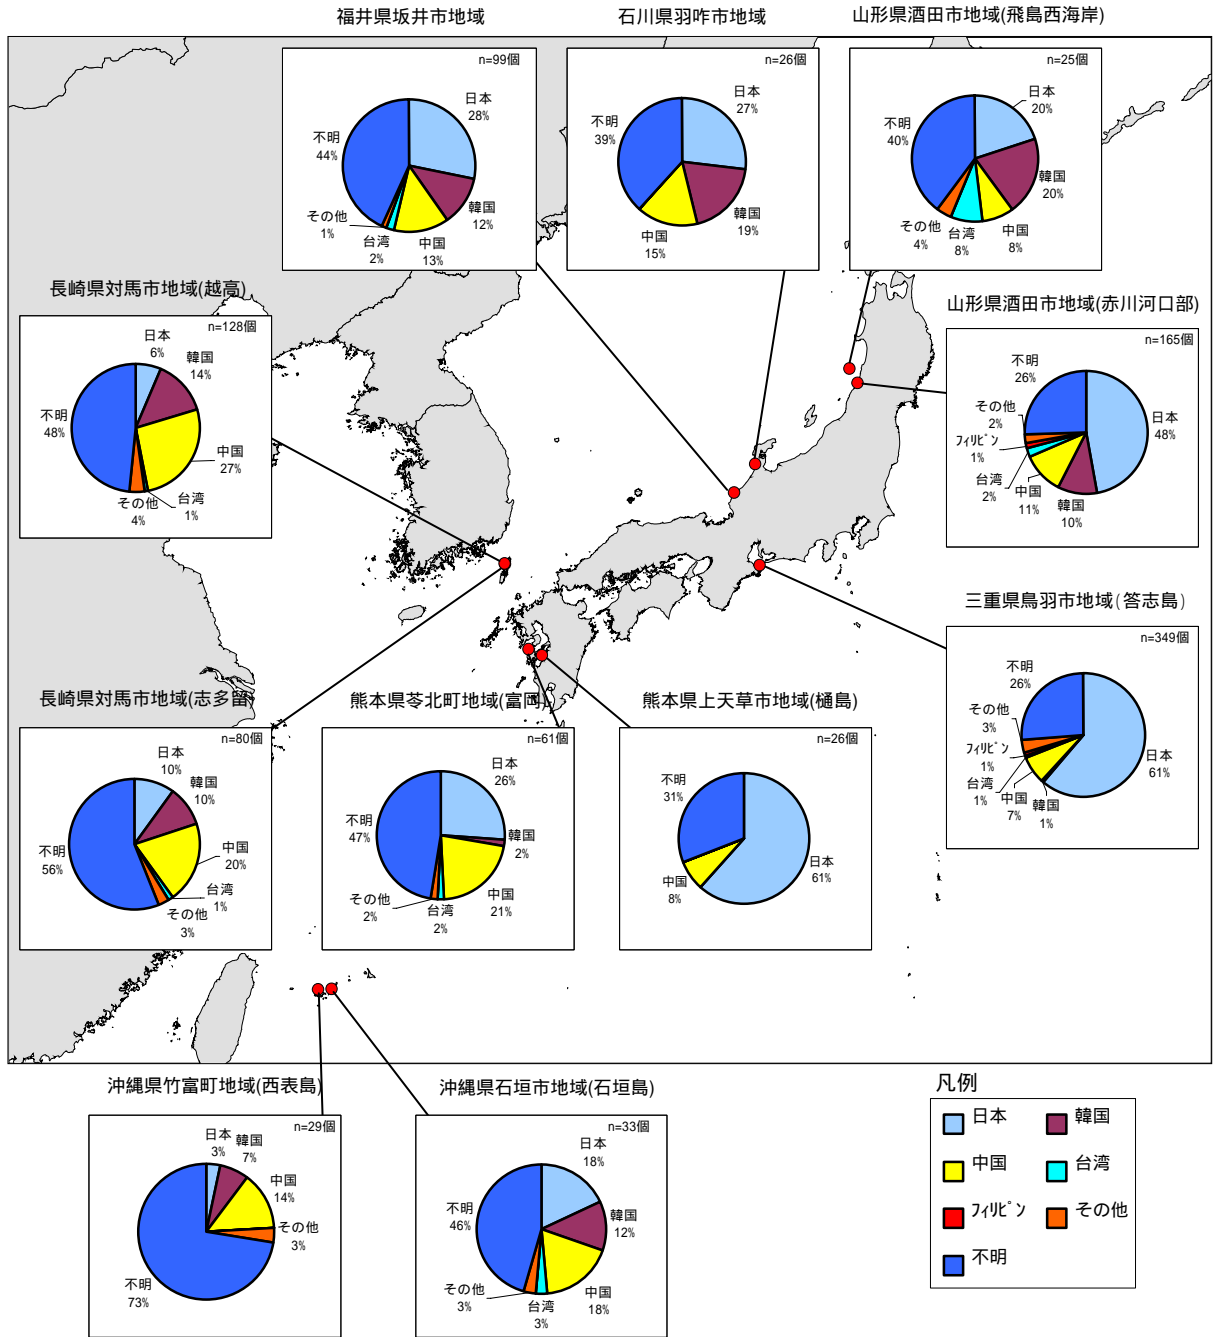 福井県坂井市地域
n=99個
日本
28%
韓国
12%
中国
13%
台湾
2%
その他
1%
不明
44%
石川県羽咋市地域
n=26個
日本
27%
韓国
19%
中国
15%
不明
39%
山形県酒田市地域(飛島西海岸)
n=25個
日本
20%
韓国
20%
中国
8%
台湾
8%
その他
4%
不明
40%
長崎県対馬市地域(越高)
n=128個
日本
6%
韓国
14%
中国
27%
台湾
1%
その他
4%
不明
48%
山形県酒田市地域(赤川河口部)
n=165個
日本
48%
韓国
10%
中国
11%
台湾
2%
フィリピン
1%
その他
2%
不明
26%
三重県鳥羽市地域(答志島)
n=349個
日本
61%
韓国
1%
中国
7%
台湾
1%
フィリピン
1%
その他
3%
不明
26%
長崎県対馬市地域(志多留)
n=80個
日本
10%
韓国
10%
中国
20%
台湾
1%
その他
3%
不明
56%
熊本県苓北町地域(富岡)
n=61個
日本
26%
韓国
2%
中国
21%
台湾
2%
その他
2%
不明
47%
熊本県上天草市地域(樋島)
n=26個
日本
61%
中国
8%
不明
31%
沖縄県竹富町地域(西表島)
n=29個
日本
3%
韓国
7%
中国
14%
その他
3%
不明
73%
沖縄県石垣市地域(石垣島)
n=33個
日本
18%
韓国
12%
中国
18%
台湾
3%
その他
3%
不明
46%
凡例
日本
韓国
中国
台湾
フィリピン
その他
不明